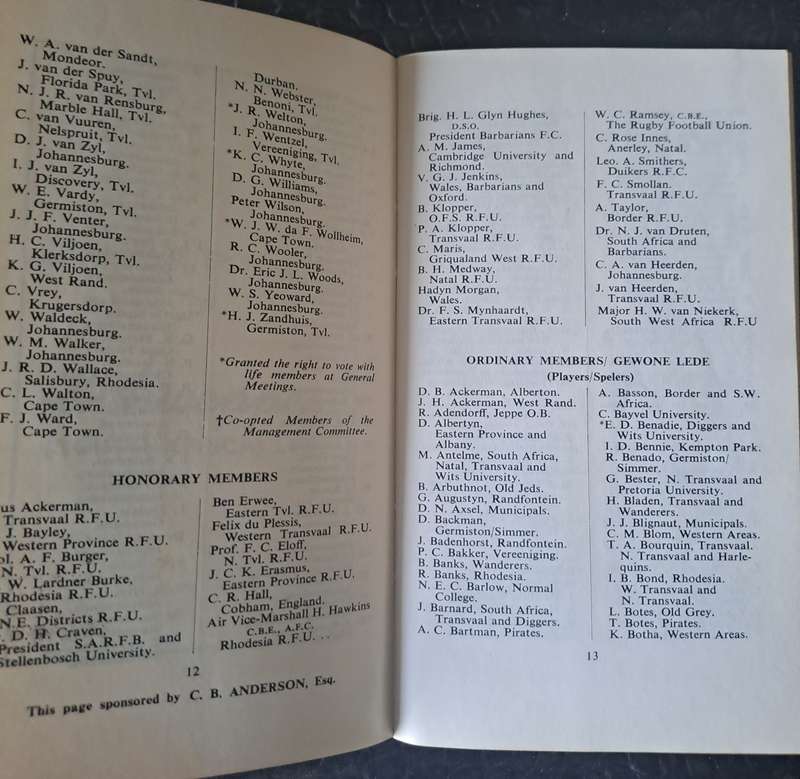 W. A. van der Sandt,
Mondeor.
J. van der Spuy,
Florida Park, Tvl.
N. J. R. van Rensburg,
Marble Hall, Tvl.
C. van Vuuren,
Nelspruit, Tvl.
D. J. van Zyl,
Johannesburg.
I. J. van Zyl,
Discovery, Tvl.
W. E. Vardy,
Germiston, Tvl.
J. J. F. Venter,
Johannesburg.
H. C. Viljoen,
Klerksdorp, Tvl.
K. G. Viljoen,
West Rand.
C. Vrey,
Krugersdorp.
W. Waldeck,
Johannesburg.
W. M. Walker,
Johannesburg.
J. R. D. Wallace,
Salisbury, Rhodesia.
C. L. Walton,
Cape Town.
F. J. Ward,
Cape Town.
Durban.
N. N. Webster,
Benoni, Tvl.
*J. R. Welton,
Johannesburg.
I. F. Wentzel,
Vereeniging, Tvl.
*K. C. Whyte,
Johannesburg.
D. G. Williams,
Johannesburg.
Peter Wilson,
Johannesburg.
*W. J. W. da F. Wollheim,
Cape Town.
R. C. Wooler,
Johannesburg.
Dr. Eric J. L. Woods,
Johannesburg.
W. S. Yeoward,
Johannesburg.
*H. J. Zandhuis,
Germiston, Tvl.
*Granted the right to vote with
life members at General
Meetings.
†Co-opted Members of the
Management Committee.
HONORARY MEMBERS
us Ackerman,
Transvaal R.F.U.
J. Bayley,
Western Province R.F.U.
ol. A. F. Burger,
N. Tvl. R.F.U.
W. Lardner Burke,
Rhodesia R.F.U.
Claasen,
N.E. Districts R.F.U.
D. H. Craven,
President S.A.R.F.B. and
Stellenbosch University.
Ben Erwee,
Eastern Tvl. R.F.U.
Felix du Plessis,
Western Transvaal R.F.U.
Prof. F. C. Eloff,
N. Tvl. R.F.U.
J. C. K. Erasmus,
Eastern Province R.F.U.
C. R. Hall,
Cobham, England.
Air Vice-Marshall H. Hawkins
C.B.E., A.F.C.
Rhodesia R.F.U. . .
12
This page sponsored by C. B. ANDERSON, Esq.
Brig. H. L. Glyn Hughes,
D.S.O.
President Barbarians F.C.
A. M. James,
Cambridge University and
Richmond.
V. G. J. Jenkins,
Wales, Barbarians and
Oxford.
B. Klopper,
O.F.S. R.F.U.
P. A. Klopper,
Transvaal R.F.U.
C. Maris,
Griqualand West R.F.U.
B. H. Medway,
Natal R.F.U.
Hadyn Morgan,
Wales.
Dr. F. S. Mynhaardt,
Eastern Transvaal R.F.U.
W. C. Ramsey, C.B.E.,
The Rugby Football Union.
C. Rose Innes,
Anerley, Natal.
Leo. A. Smithers,
Duikers R.F.C.
F. C. Smollan.
Transvaal R.F.U.
A. Taylor,
Border R.F.U.
Dr. N. J. van Druten,
South Africa and
Barbarians.
C. A. van Heerden,
Johannesburg.
J. van Heerden,
Transvaal R.F.U.
Major H. W. van Niekerk,
South West Africa R.F.U
ORDINARY MEMBERS/ GEWONE LEDE
(Players/Spelers)
D. B. Ackerman, Alberton.
J. H. Ackerman, West Rand.
R. Adendorff, Jeppe O.B.
D. Albertyn,
Eastern Province and
Albany.
M. Antelme, South Africa,
Natal, Transvaal and
Wits University.
B. Arbuthnot, Old Jeds.
G. Augustyn, Randfontein.
D. N. Axsel, Municipals.
D. Backman,
Germiston/Simmer.
J. Badenhorst, Randfontein.
P. C. Bakker, Vereeniging.
B. Banks, Wanderers.
R. Banks, Rhodesia.
N. E. C. Barlow, Normal
College.
J. Barnard, South Africa,
Transvaal and Diggers.
A. C. Bartman, Pirates.
A. Basson, Border and S.W.
Africa.
C. Bayvel University.
*E. D. Benadie, Diggers and
Wits University.
I. D. Bennie, Kempton Park.
R. Benado, Germiston/
Simmer.
G. Bester, N. Transvaal and
Pretoria University.
H. Bladen, Transvaal and
Wanderers.
J. J. Blignaut, Municipals.
C. M. Blom, Western Areas.
T. A. Bourquin, Transvaal.
N. Transvaal and Harle-
quins.
I. B. Bond, Rhodesia.
W. Transvaal and
N. Transvaal.
L. Botes, Old Grey.
T. Botes, Pirates.
K. Botha, Western Areas.
13